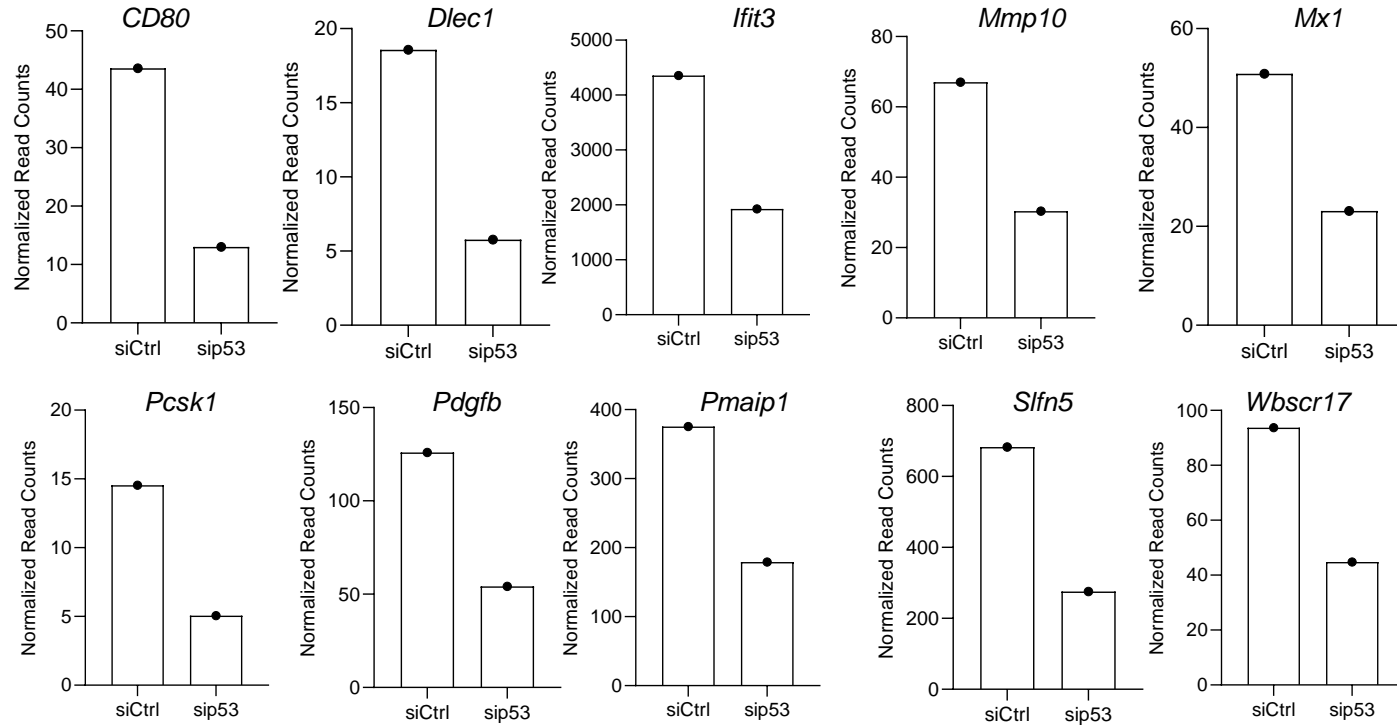 CD80
Normalized Read Counts
50
40
30
20
10
0
siCtrl
sip53
Dlec1
Normalized Read Counts
20
15
10
5
0
siCtrl
sip53
Ifit3
Normalized Read Counts
5000
4000
3000
2000
1000
0
siCtrl
sip53
Mmp10
Normalized Read Counts
80
60
40
20
0
siCtrl
sip53
Mx1
Normalized Read Counts
60
40
20
0
siCtrl
sip53
Pcsk1
Normalized Read Counts
20
15
10
5
0
siCtrl
sip53
Pdgfb
Normalized Read Counts
150
100
50
0
siCtrl
sip53
Pmaip1
Normalized Read Counts
400
300
200
100
0
siCtrl
sip53
Slfn5
Normalized Read Counts
800
600
400
200
0
siCtrl
sip53
Wbscr17
Normalized Read Counts
100
80
60
40
20
0
siCtrl
sip53